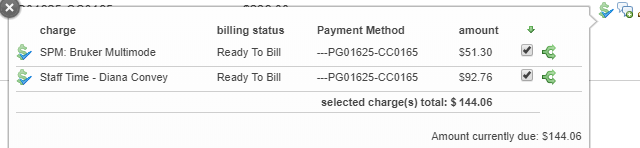 charge billing status Payment Method amount
SPM: Bruker Multimode Ready To Bill ---PG01625-CC0165 $51.30
Staff Time - Diana Convey Ready To Bill ---PG01625-CC0165 $92.76
selected charge(s) total: $ 144.06
Amount currently due: $144.06